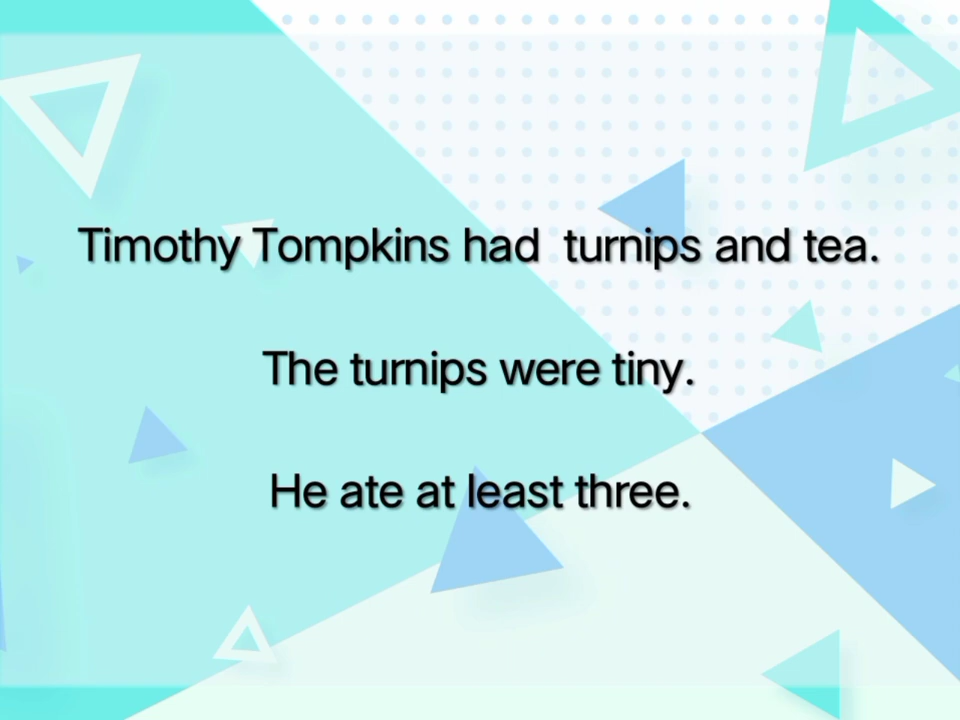 Timothy Tompkins had  turnips and tea.
The turnips were tiny.
He ate at least three.